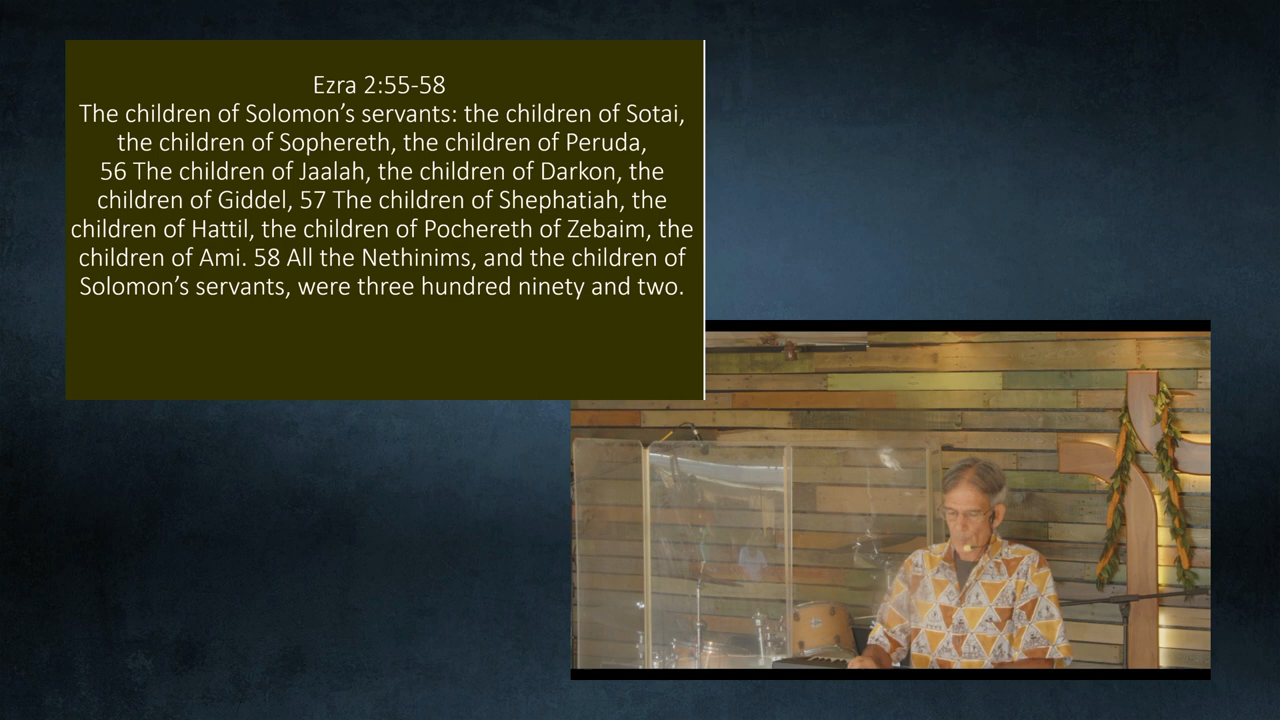 Ezra 2:55-58
The children of Solomon’s servants: the children of Sotai,
the children of Sophereth, the children of Peruda,
56 The children of Jaalah, the children of Darkon, the
children of Giddel, 57 The children of Shephatiah, the
children of Hattil, the children of Pochereth of Zebaim, the
children of Ami. 58 All the Nethinims, and the children of
Solomon’s servants, were three hundred ninety and two.